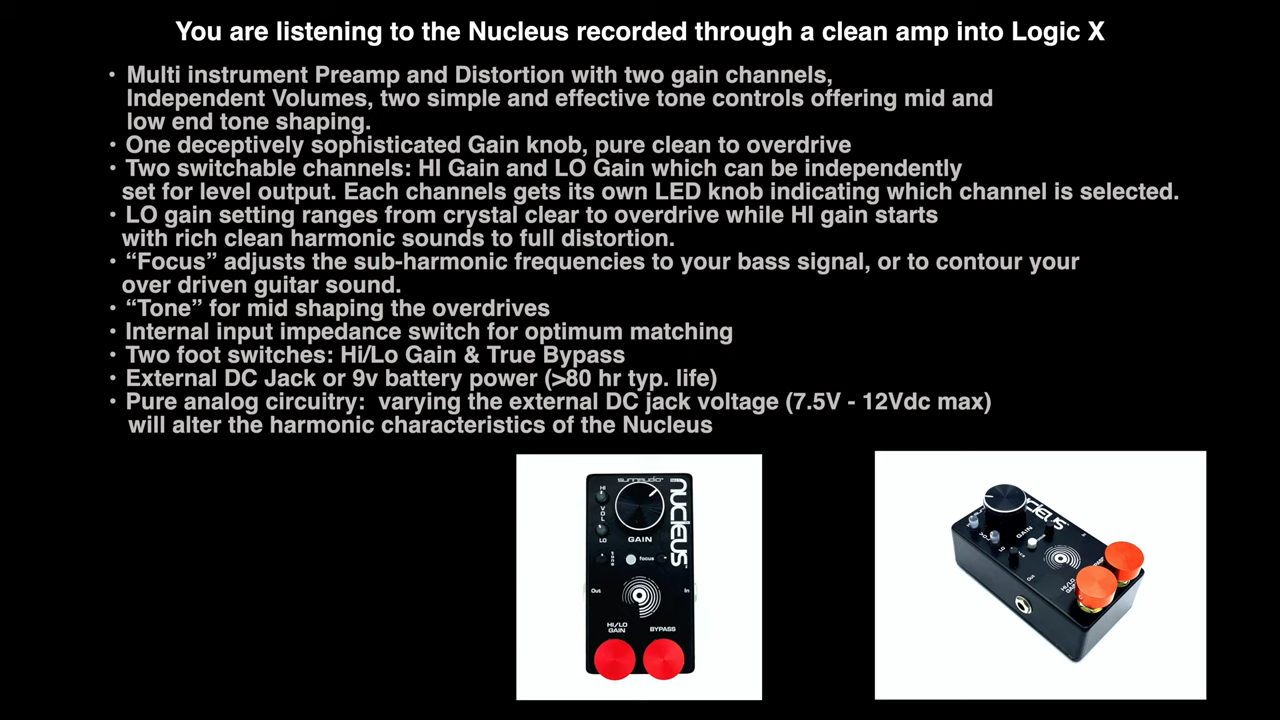 You are listening to the Nucleus recorded through a clean amp into Logic X
• Multi instrument Preamp and Distortion with two gain channels,
Independent Volumes, two simple and effective tone controls offering mid and
low end tone shaping.
• One deceptively sophisticated Gain knob, pure clean to overdrive
• Two switchable channels: HI Gain and LO Gain which can be independently
set for level output. Each channels gets its own LED knob indicating which channel is selected.
• LO gain setting ranges from crystal clear to overdrive while HI gain starts
with rich clean harmonic sounds to full distortion.
• “Focus” adjusts the sub-harmonic frequencies to your bass signal, or to contour your
over driven guitar sound.
• “Tone” for mid shaping the overdrives
• Internal input impedance switch for optimum matching
• Two foot switches: Hi/Lo Gain & True Bypass
• External DC Jack or 9v battery power (>80 hr typ. life)
• Pure analog circuitry:  varying the external DC jack voltage (7.5V - 12Vdc max)
will alter the harmonic characteristics of the Nucleus
HI
VOL
LO
GAIN
nucleus
tone
focus
Out
In
HI/LO
GAIN
BYPASS
GAIN
LO
Out
HI/LO